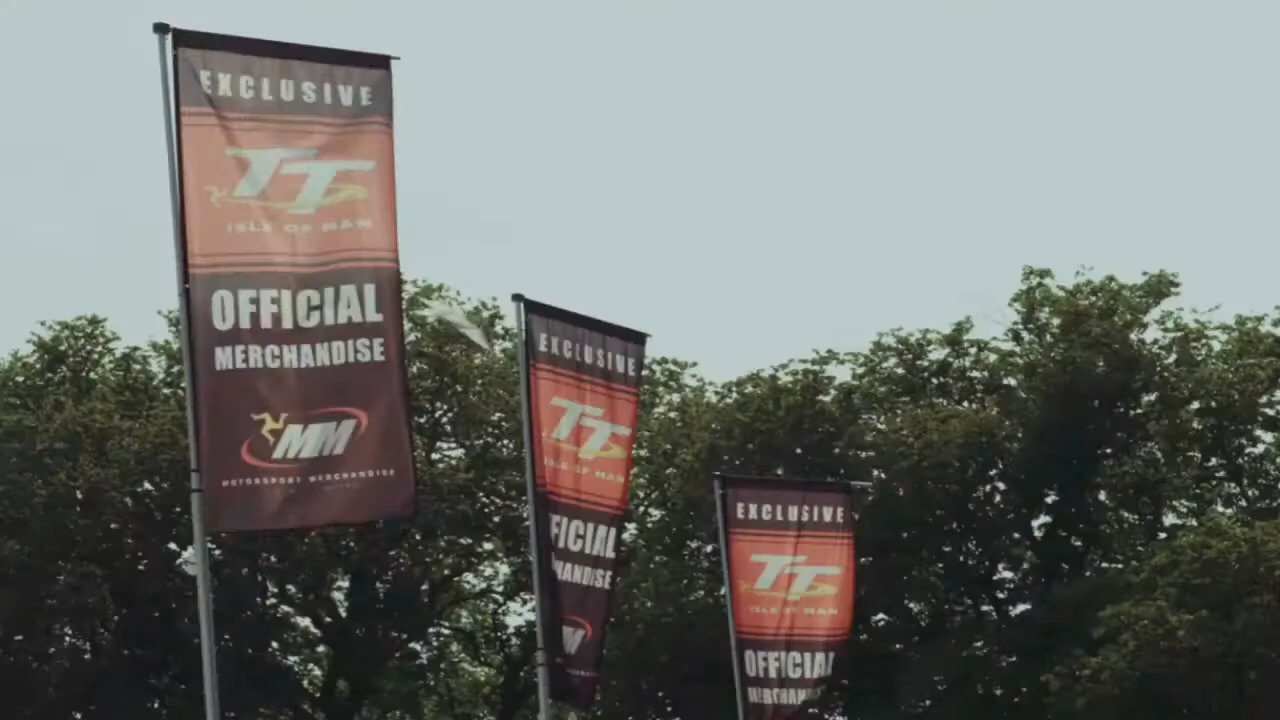 EXCLUSIVE
TT
ISLE OF MAN
OFFICIAL
MERCHANDISE
MM
MOTORSPORT MERCHANDISE
EXCLUSIVE
TT
ISLE OF MAN
FICIAL
HANDISE
M
EXCLUSIVE
TT
ISLE OF MAN
OFFICIAL
MERCHAN